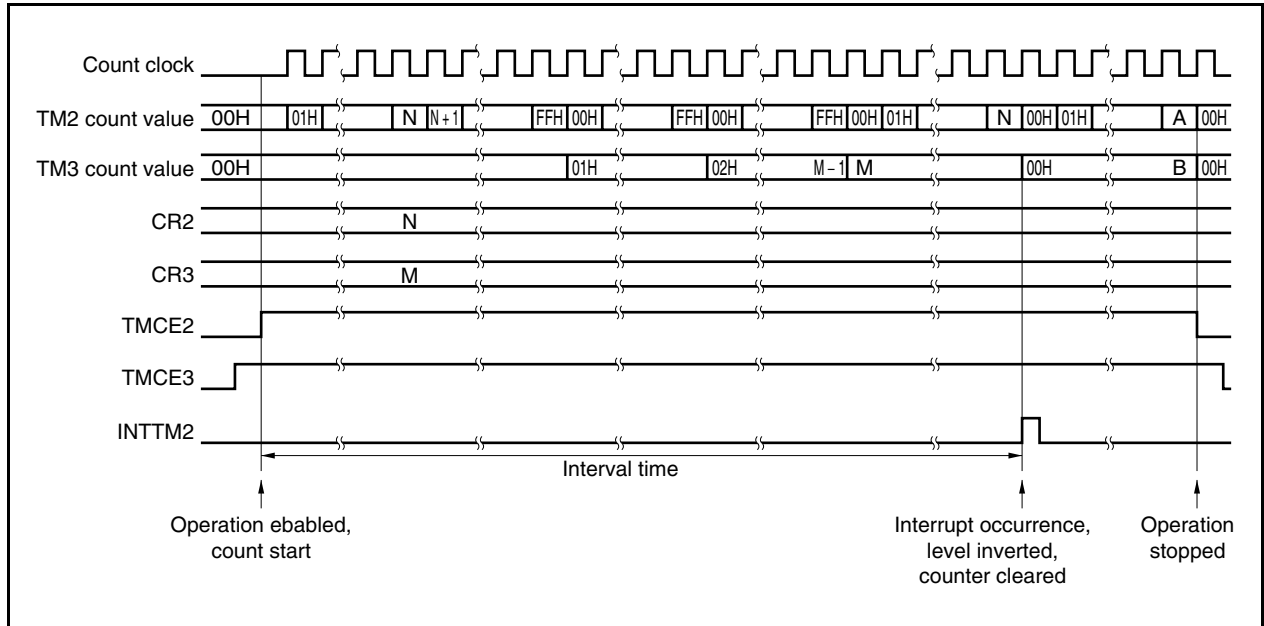 Count clock
TM2 count value 00H 01H N N + 1 FFH 00H FFH 00H FFH 00H 01H N 00H 01H A 00H
TM3 count value 00H 01H 02H M – 1 M 00H B 00H
CR2 N
CR3 M
TMCE2
TMCE3
INTTM2
Interval time
Operation ebabled,
count start
Interrupt occurrence,
level inverted,
counter cleared
Operation
stopped